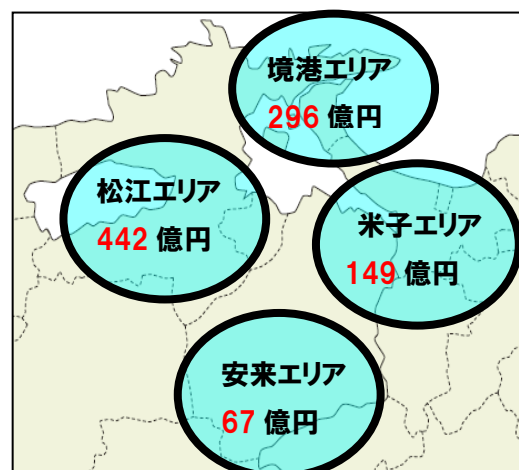 境港エリア
296 億円
松江エリア
442 億円
米子エリア
149 億円
安来エリア
67 億円